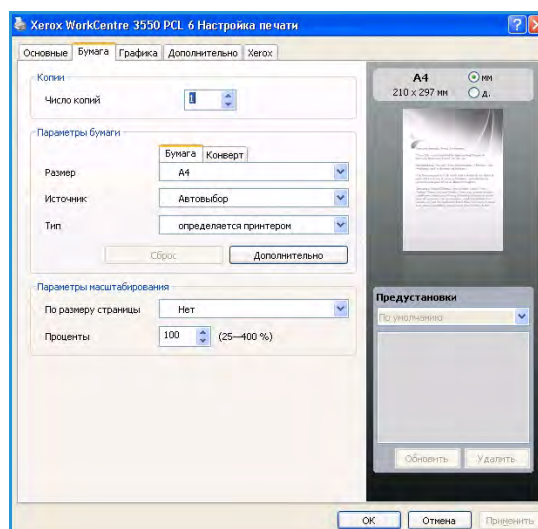 Xerox WorkCentre 3550 PCL 6 Настройка печати
Основные Бумага Графика Дополнительно Xerox
Копии
Число копий 1
Параметры бумаги
Бумага Конверт
Размер A4
Источник Автовыбор
Тип определяется принтером
Сброс Дополнительно
Параметры масштабирования
По размеру страницы Нет
Проценты 100 (25—400 %)
A4 мм
210 x 297 мм д.
Предустановки
По умолчанию
Обновить Удалить
OK Отмена Применить